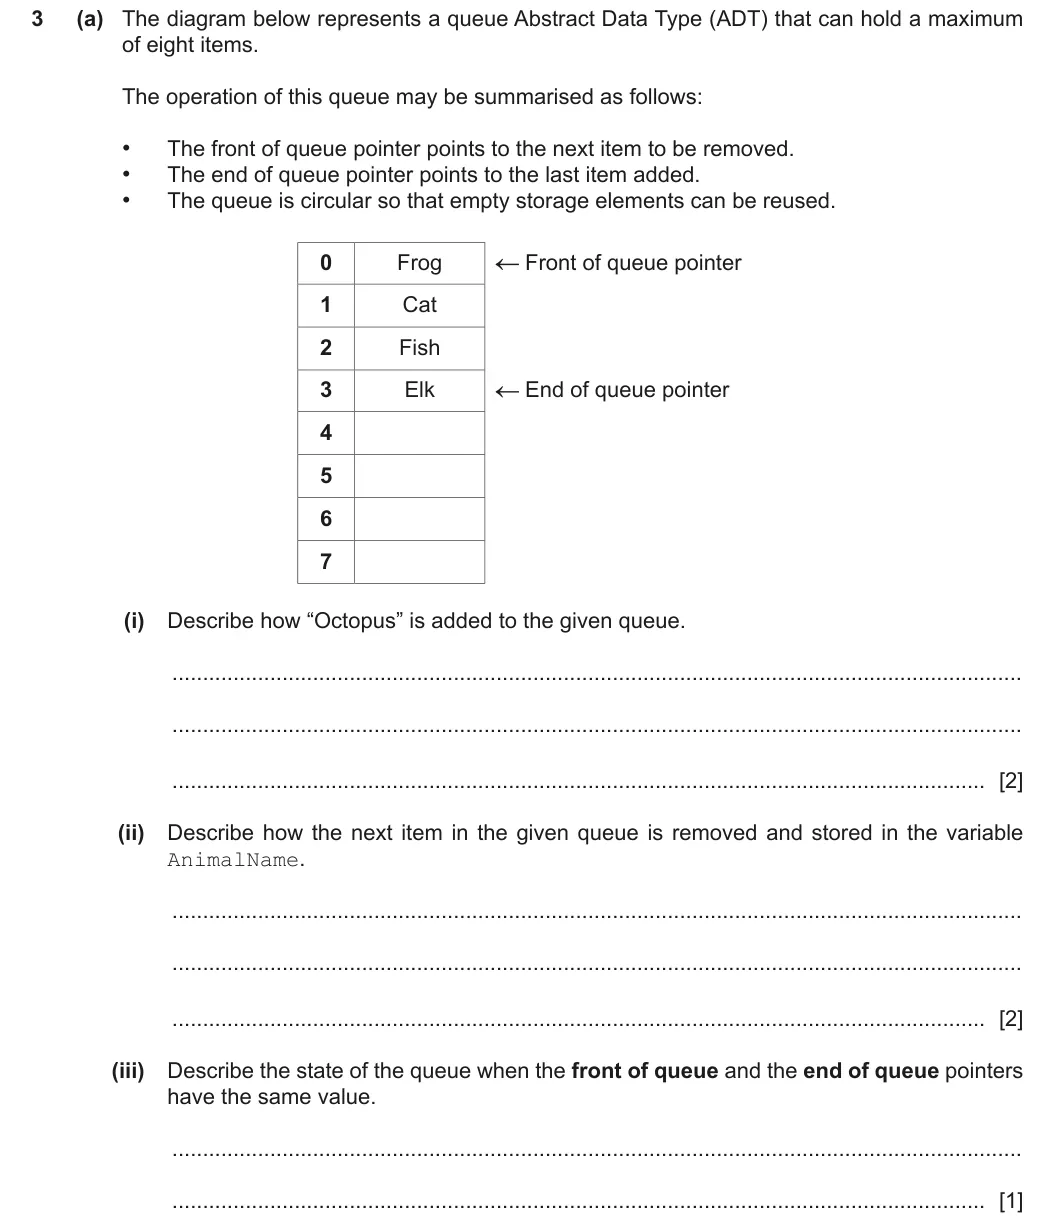 3 (a) The diagram below represents a queue Abstract Data Type (ADT) that can hold a maximum
of eight items.
The operation of this queue may be summarised as follows:
• The front of queue pointer points to the next item to be removed.
• The end of queue pointer points to the last item added.
• The queue is circular so that empty storage elements can be reused.
0 Frog ← Front of queue pointer
1 Cat
2 Fish
3 Elk ← End of queue pointer
4
5
6
7
(i) Describe how “Octopus” is added to the given queue.
..........................................................................................................................................
..........................................................................................................................................
.................................................................................................................................... [2]
(ii) Describe how the next item in the given queue is removed and stored in the variable
AnimalName.
..........................................................................................................................................
..........................................................................................................................................
.................................................................................................................................... [2]
(iii) Describe the state of the queue when the front of queue and the end of queue pointers
have the same value.
..........................................................................................................................................
.................................................................................................................................... [1]